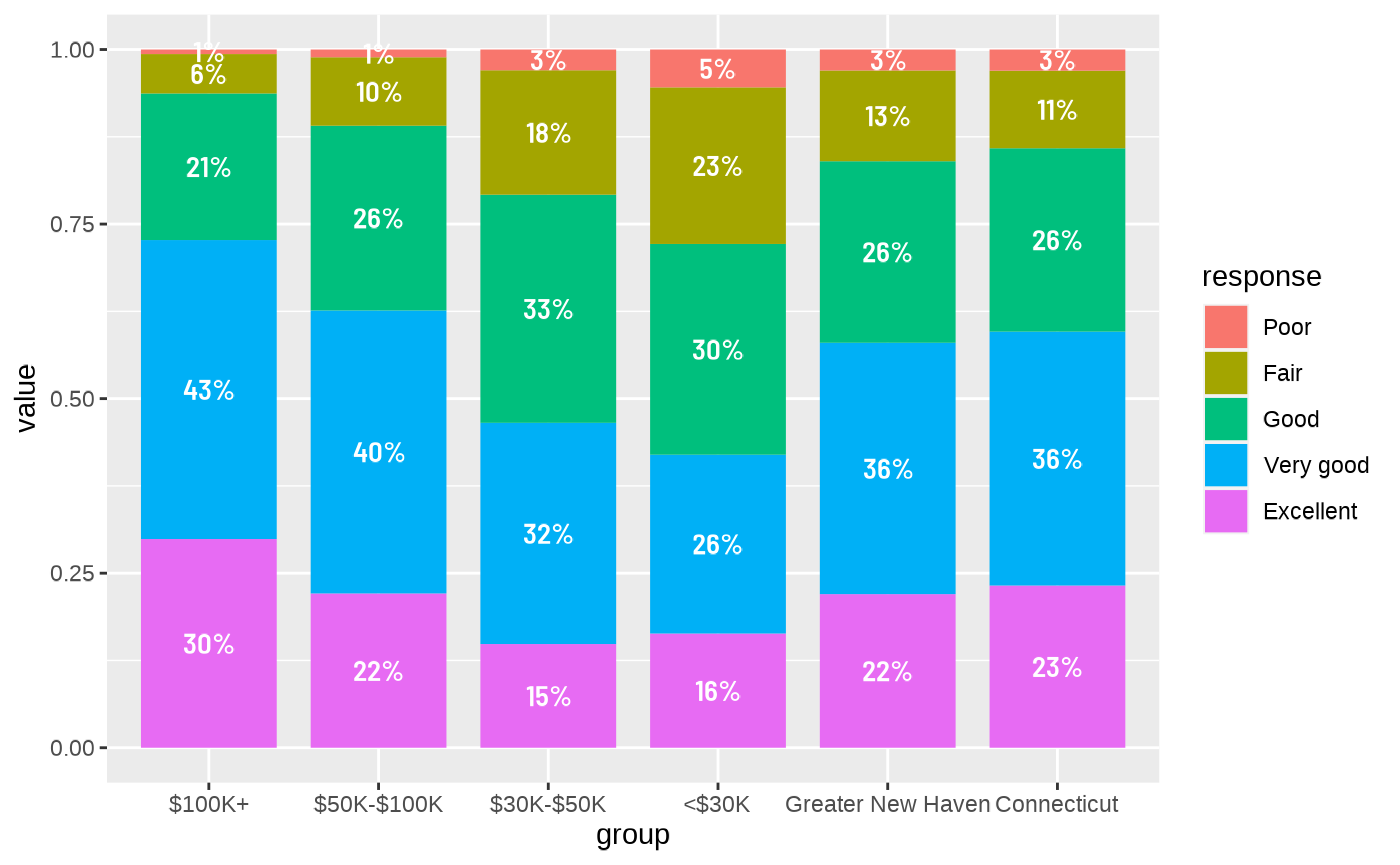 1.00
0.75
0.50
0.25
0.00
value
1% 1% 3% 5% 3% 3%
6% 10% 18% 23% 13% 11%
21% 26% 33% 30% 26% 26%
43% 40% 32% 26% 36% 36%
30% 22% 15% 16% 22% 23%
$100K+ $50K-$100K $30K-$50K <$30K Greater New Haven Connecticut
group
response
Poor
Fair
Good
Very good
Excellent